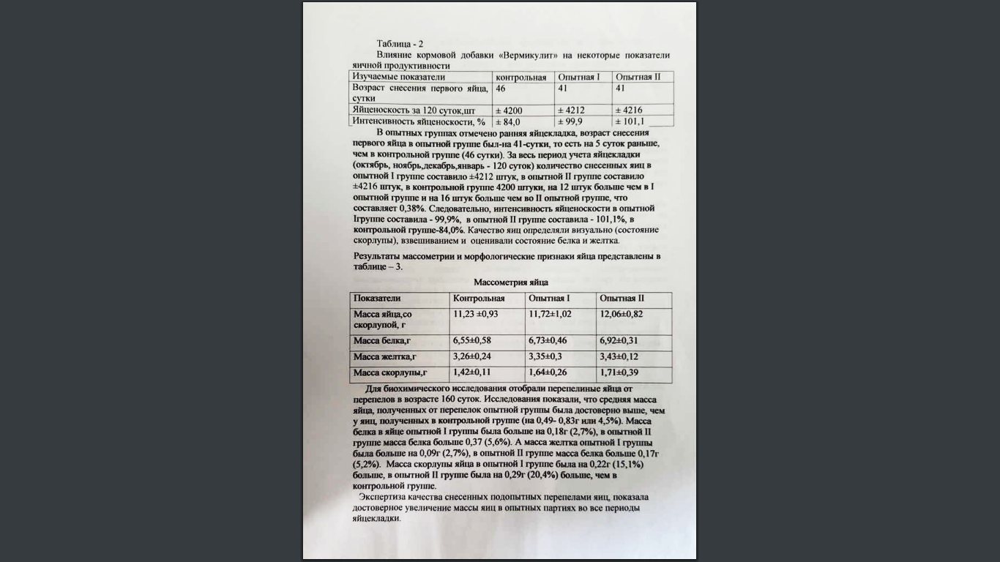 Таблица - 2
Влияние кормовой добавки «Вермикулит» на некоторые показатели
яичной продуктивности
Изучаемые показатели контрольная Опытная I Опытная II
Возраст снесения первого яйца, 46 41 41
сутки
Яйценоскость за 120 суток,шт ± 4200 ± 4212 ± 4216
Интенсивность яйценоскости, % ± 84,0 ± 99,9 ± 101,1
В опытных группах отмечено ранняя яйцекладка, возраст снесения
первого яйца в опытной группе был-на 41-сутки, то есть на 5 суток раньше,
чем в контрольной группе (46 сутки). За весь период учета яйцекладки
(октябрь, ноябрь,декабрь,январь - 120 суток) количество снесенных яиц в
опытной I группе составило ±4212 штук, в опытной II группе составило
±4216 штук, в контрольной группе 4200 штуки, на 12 штук больше чем в I
опытной группе и на 16 штук больше чем во II опытной группе, что
составляет 0,38%. Следовательно, интенсивность яйценоскости в опытной
Iгруппе составила - 99,9%, в опытной II группе составила - 101,1%, в
контрольной группе-84,0%. Качество яиц определяли визуально (состояние
скорлупы), взвешиванием и оценивали состояние белка и желтка.
Результаты массометрии и морфологические признаки яйца представлены в
таблице – 3.
Массометрия яйца
Показатели Контрольная Опытная I Опытная II
Масса яйца,со 11,23 ±0,93 11,72±1,02 12,06±0,82
скорлупой, г
Масса белка,г 6,55±0,58 6,73±0,46 6,92±0,31
Масса желтка,г 3,26±0,24 3,35±0,3 3,43±0,12
Масса скорлупы,г 1,42±0,11 1,64±0,26 1,71±0,39
Для биохимического исследования отобрали перепелиные яйца от
перепелов в возрасте 160 суток. Исследования показали, что средняя масса
яйца, полученных от перепелок опытной группы была достоверно выше, чем
у яиц, полученных в контрольной группе (на 0,49- 0,83г или 4,5%). Масса
белка в яйце опытной I группы была больше на 0,18г (2,7%), в опытной II
группе масса белка больше 0,37 (5,6%). А масса желтка опытной I группы
была больше на 0,09г (2,7%), в опытной II группе масса белка больше 0,17г
(5,2%). Масса скорлупы яйца в опытной I группе была на 0,22г (15,1%)
больше, в опытной II группе была на 0,29г (20,4%) больше, чем в
контрольной группе.
Экспертиза качества снесенных подопытных перепелами яиц, показала
достоверное увеличение массы яиц в опытных партиях во все периоды
яйцекладки.